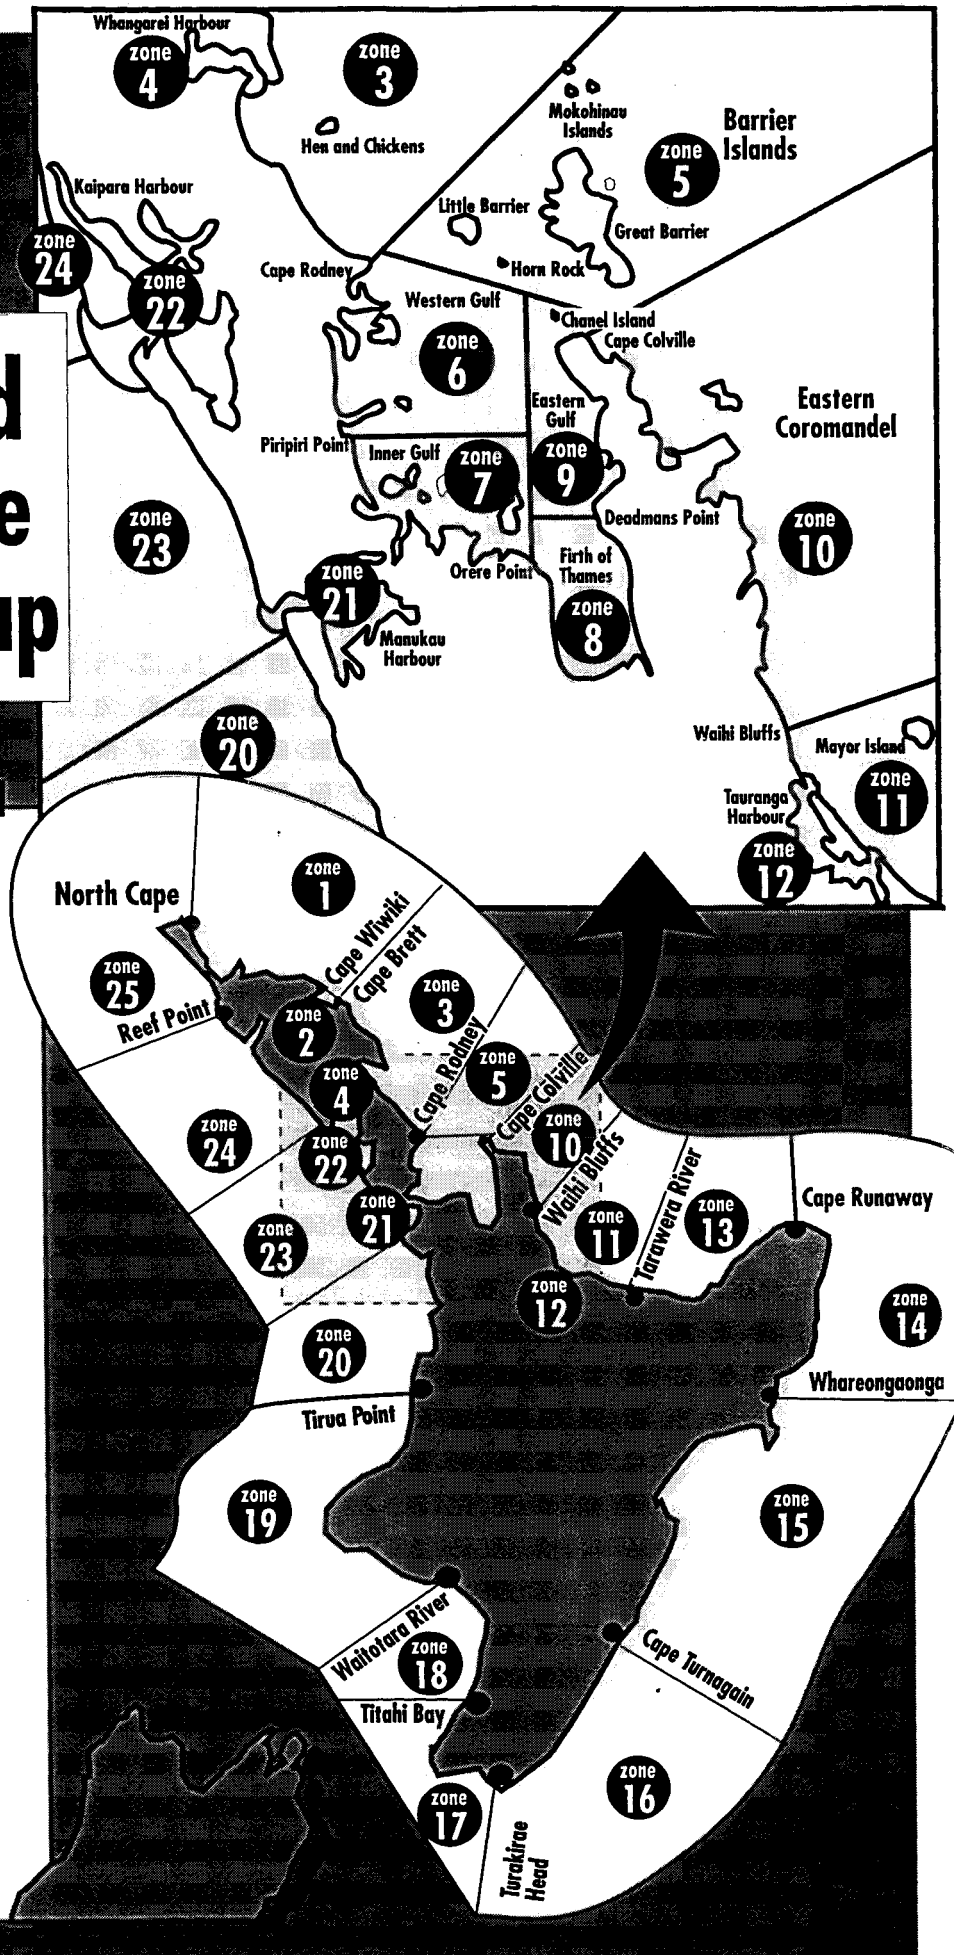 Whangarei Harbour
zone
4
zone
3
Mokohinau
Islands
Barrier
Islands
Hen and Chickens
zone
5
Kaipara Harbour
Little Barrier
Great Barrier
zone
24
Cape Rodney
Horn Rock
zone
22
Western Gulf
Chanel Island
Cape Colville
zone
6
Eastern
Gulf
Eastern
Coromandel
d
Piripiri Point
Inner Gulf
zone
7
zone
9
e
zone
23
Deadmans Point
zone
10
Orere Point
Firth of
Thames
zone
21
zone
8
up
Manukau
Harbour
zone
20
Waihi Bluffs
Mayor Island
Tauranga
Harbour
zone
11
zone
12
North Cape
zone
1
Cape Wiwiki
Cape Brett
zone
25
Reef Point
zone
3
zone
2
Cape Rodney
zone
5
Cape Colville
zone
4
zone
24
zone
22
zone
10
Waihi Bluffs
Tarawera River
Cape Runaway
zone
21
zone
23
zone
11
zone
13
zone
12
zone
14
zone
20
Whareongaonga
Tirua Point
zone
19
zone
15
Waitotara River
zone
18
Cape Turnagain
Titahi Bay
zone
17
zone
16
Turakirae
Head